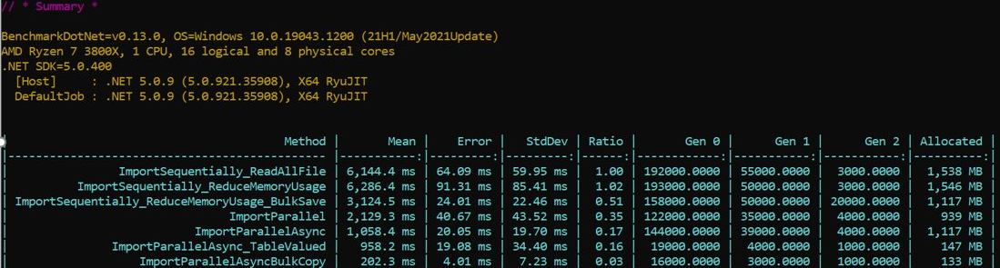 // * Summary *
BenchmarkDotNet=v0.13.0, OS=Windows 10.0.19043.1200 (21H1/May2021Update)
AMD Ryzen 7 3800X, 1 CPU, 16 logical and 8 physical cores
.NET SDK=5.0.400
[Host]     : .NET 5.0.9 (5.0.921.35908), X64 RyuJIT
DefaultJob : .NET 5.0.9 (5.0.921.35908), X64 RyuJIT
| Method | Mean | Error | StdDev | Ratio | Gen 0 | Gen 1 | Gen 2 | Allocated |
|---------------------------------------------- |-----------:|---------:|---------:|------:|------------:|-----------:|-----------:|----------:|
| ImportSequentially_ReadAllFile | 6,144.4 ms | 64.09 ms | 59.95 ms | 1.00 | 192000.0000 | 55000.0000 | 3000.0000 | 1,538 MB |
| ImportSequentially_ReduceMemoryUsage | 6,286.4 ms | 91.31 ms | 85.41 ms | 1.02 | 193000.0000 | 50000.0000 | 3000.0000 | 1,546 MB |
| ImportSequentially_ReduceMemoryUsage_BulkSave | 3,124.5 ms | 24.01 ms | 22.46 ms | 0.51 | 158000.0000 | 50000.0000 | 20000.0000 | 1,117 MB |
| ImportParallel | 2,129.3 ms | 40.67 ms | 43.52 ms | 0.35 | 122000.0000 | 35000.0000 | 4000.0000 | 939 MB |
| ImportParallelAsync | 1,058.4 ms | 20.05 ms | 19.70 ms | 0.17 | 144000.0000 | 39000.0000 | 4000.0000 | 1,117 MB |
| ImportParallelAsync_TableValued | 958.2 ms | 19.08 ms | 34.40 ms | 0.16 | 19000.0000 | 4000.0000 | 1000.0000 | 147 MB |
| ImportParallelAsyncBulkCopy | 202.3 ms | 4.01 ms | 7.23 ms | 0.03 | 16000.0000 | 3000.0000 | 1000.0000 | 133 MB |